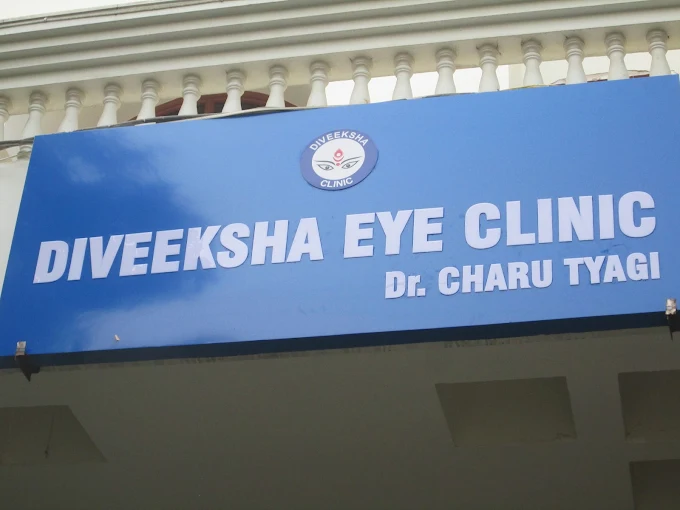 DIVEEKSHA
CLINIC
DIVEEKSHA EYE CLINIC
Dr. CHARU TYAGI